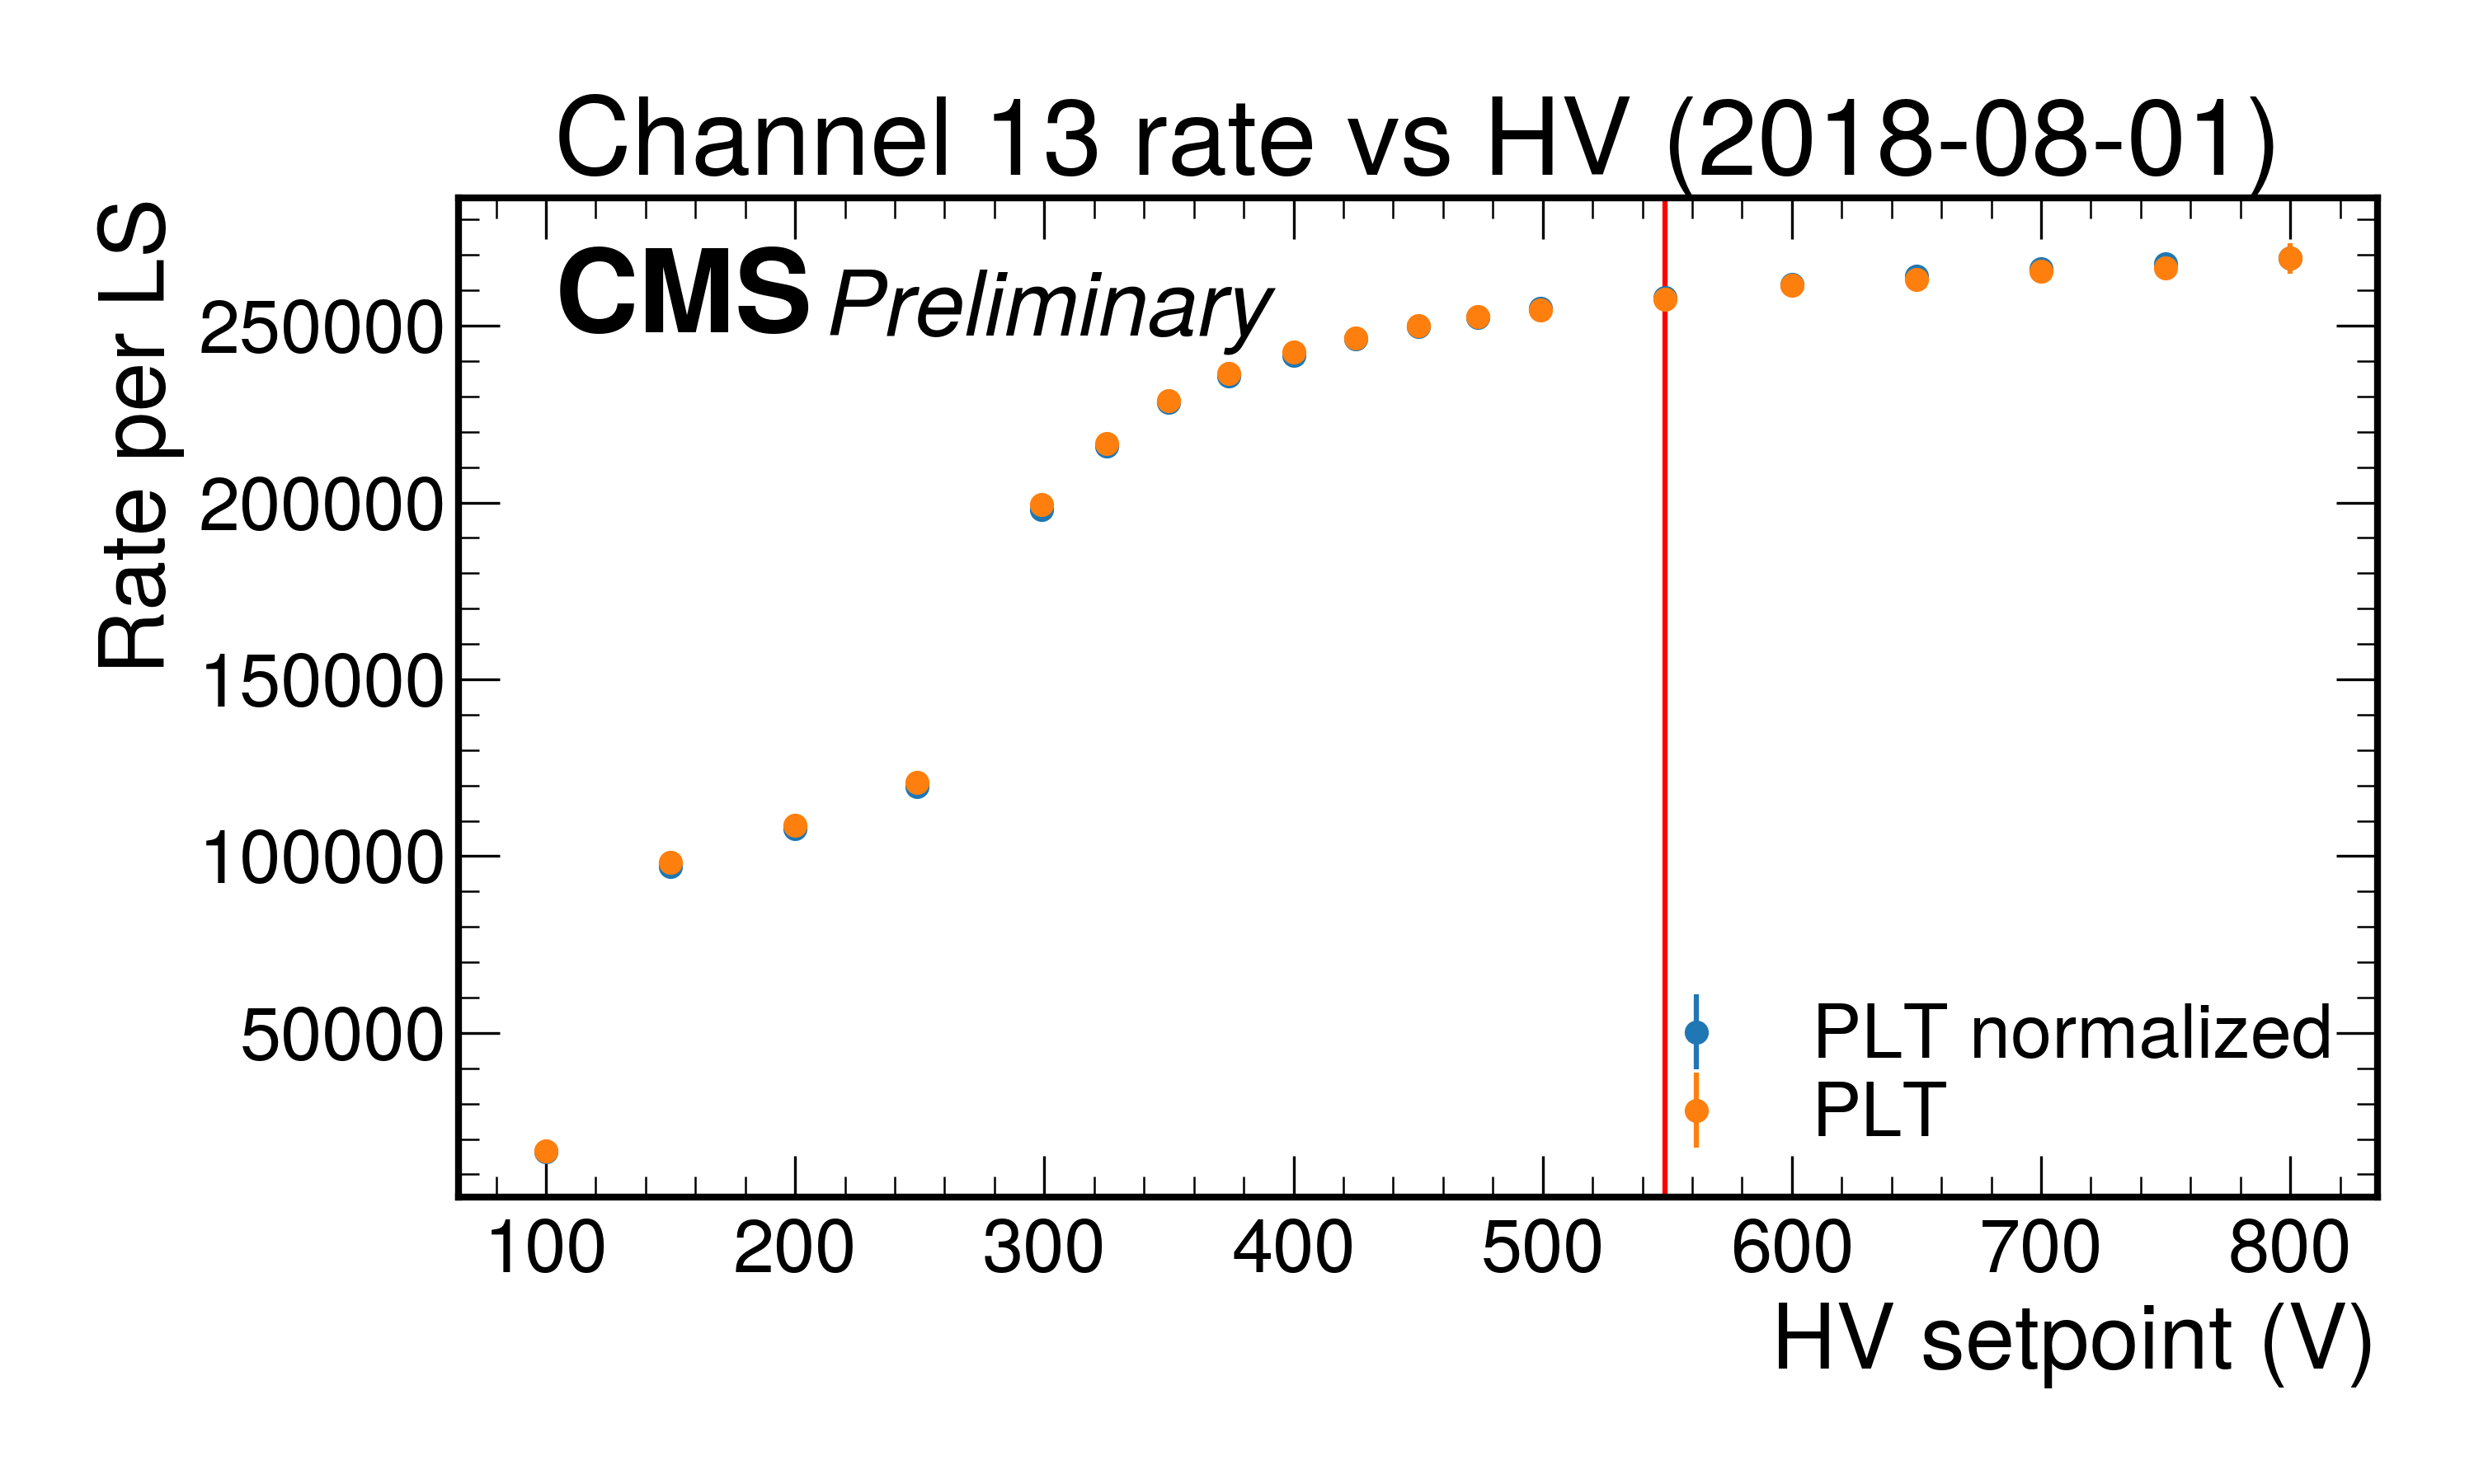 Channel 13 rate vs HV (2018-08-01)
CMS Preliminary
Rate per LS
250000
200000
150000
100000
50000
PLT normalized
PLT
100 200 300 400 500 600 700 800
HV setpoint (V)